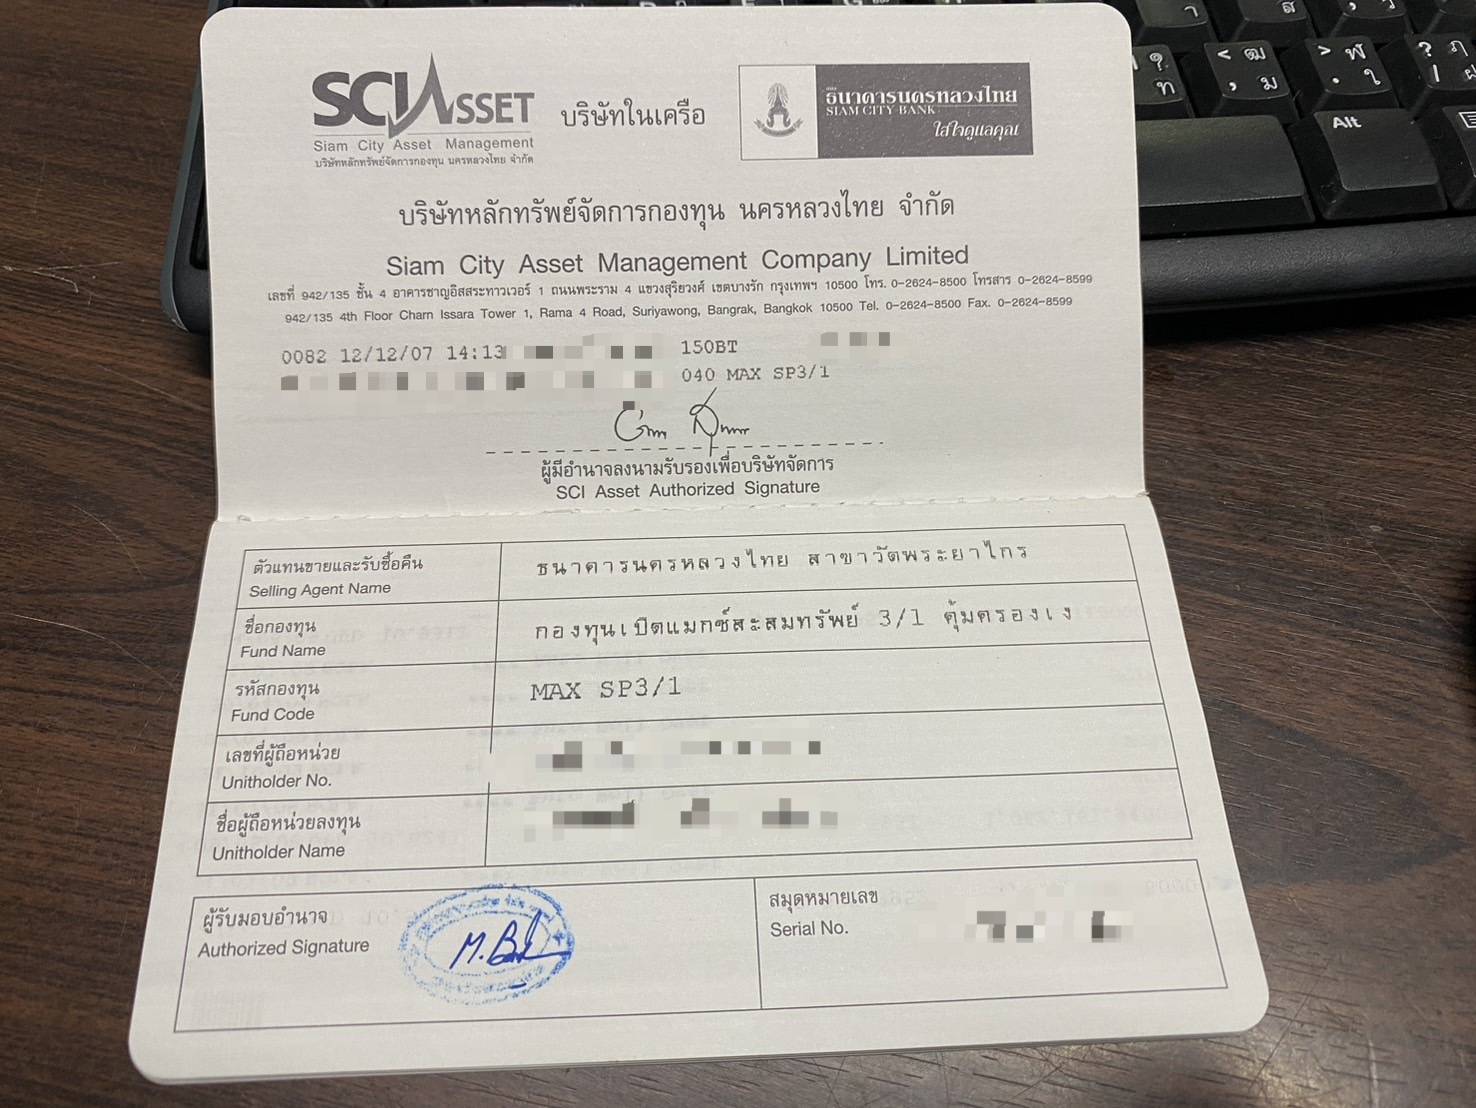 SCI ASSET
Siam City Asset Management
บริษัทหลักทรัพย์จัดการกองทุน นครหลวงไทย จำกัด
บริษัทในเครือ
ธนาคารนครหลวงไทย
SIAM CITY BANK
ใส่ใจดูแลคุณ
บริษัทหลักทรัพย์จัดการกองทุน นครหลวงไทย จำกัด
Siam City Asset Management Company Limited
เลขที่ 942/135 ชั้น 4 อาคารชาญอิสสระทาวเวอร์ 1 ถนนพระราม 4 แขวงสุริยวงศ์ เขตบางรัก กรุงเทพฯ 10500 โทร. 0-2624-8500 โทรสาร 0-2624-8599
942/135 4th Floor Charn Issara Tower 1, Rama 4 Road, Suriyawong, Bangrak, Bangkok 10500 Tel. 0-2624-8500 Fax. 0-2624-8599
0082 12/12/07 14:13 150BT
040 MAX SP3/1
ผู้มีอำนาจลงนามรับรองเพื่อบริษัทจัดการ
SCI Asset Authorized Signature
ตัวแทนขายและรับซื้อคืน ธนาคารนครหลวงไทย สาขาวัดพระยาไกร
Selling Agent Name
ชื่อกองทุน กองทุนเปิดแมกซ์สะสมทรัพย์ 3/1 คุ้มครองเง
Fund Name
รหัสกองทุน MAX SP3/1
Fund Code
เลขที่ผู้ถือหน่วย
Unitholder No.
ชื่อผู้ถือหน่วยลงทุน
Unitholder Name
ผู้รับมอบอำนาจ
Authorized Signature
สมุดหมายเลข
Serial No.
Alt